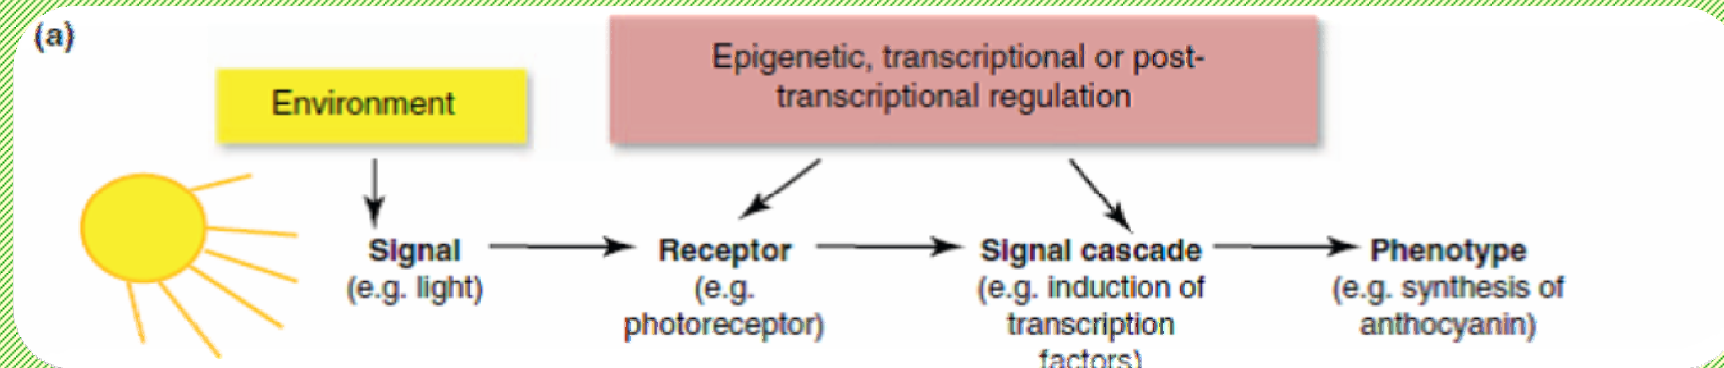 (a)
Environment
Epigenetic, transcriptional or post-
transcriptional regulation
Signal
(e.g. light)
Receptor
(e.g.
photoreceptor)
Signal cascade
(e.g. induction of
transcription
factors)
Phenotype
(e.g. synthesis of
anthocyanin)